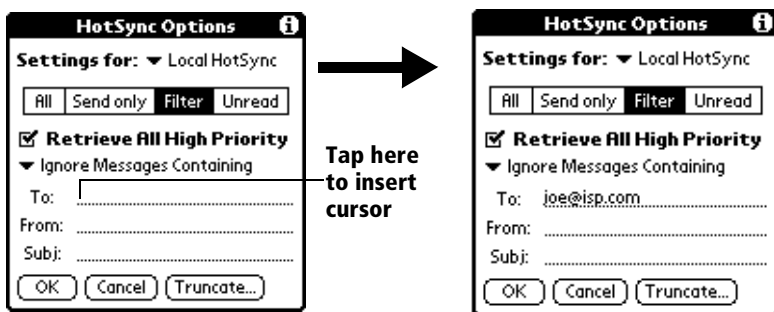 HotSync Options
Settings for: Local HotSync
All Send only Filter Unread
Retrieve All High Priority
Ignore Messages Containing
To:
From:
Subj:
OK Cancel Truncate...
Tap here
to insert
cursor
HotSync Options
Settings for: Local HotSync
All Send only Filter Unread
Retrieve All High Priority
Ignore Messages Containing
To: joe@isp.com
From:
Subj:
OK Cancel Truncate...